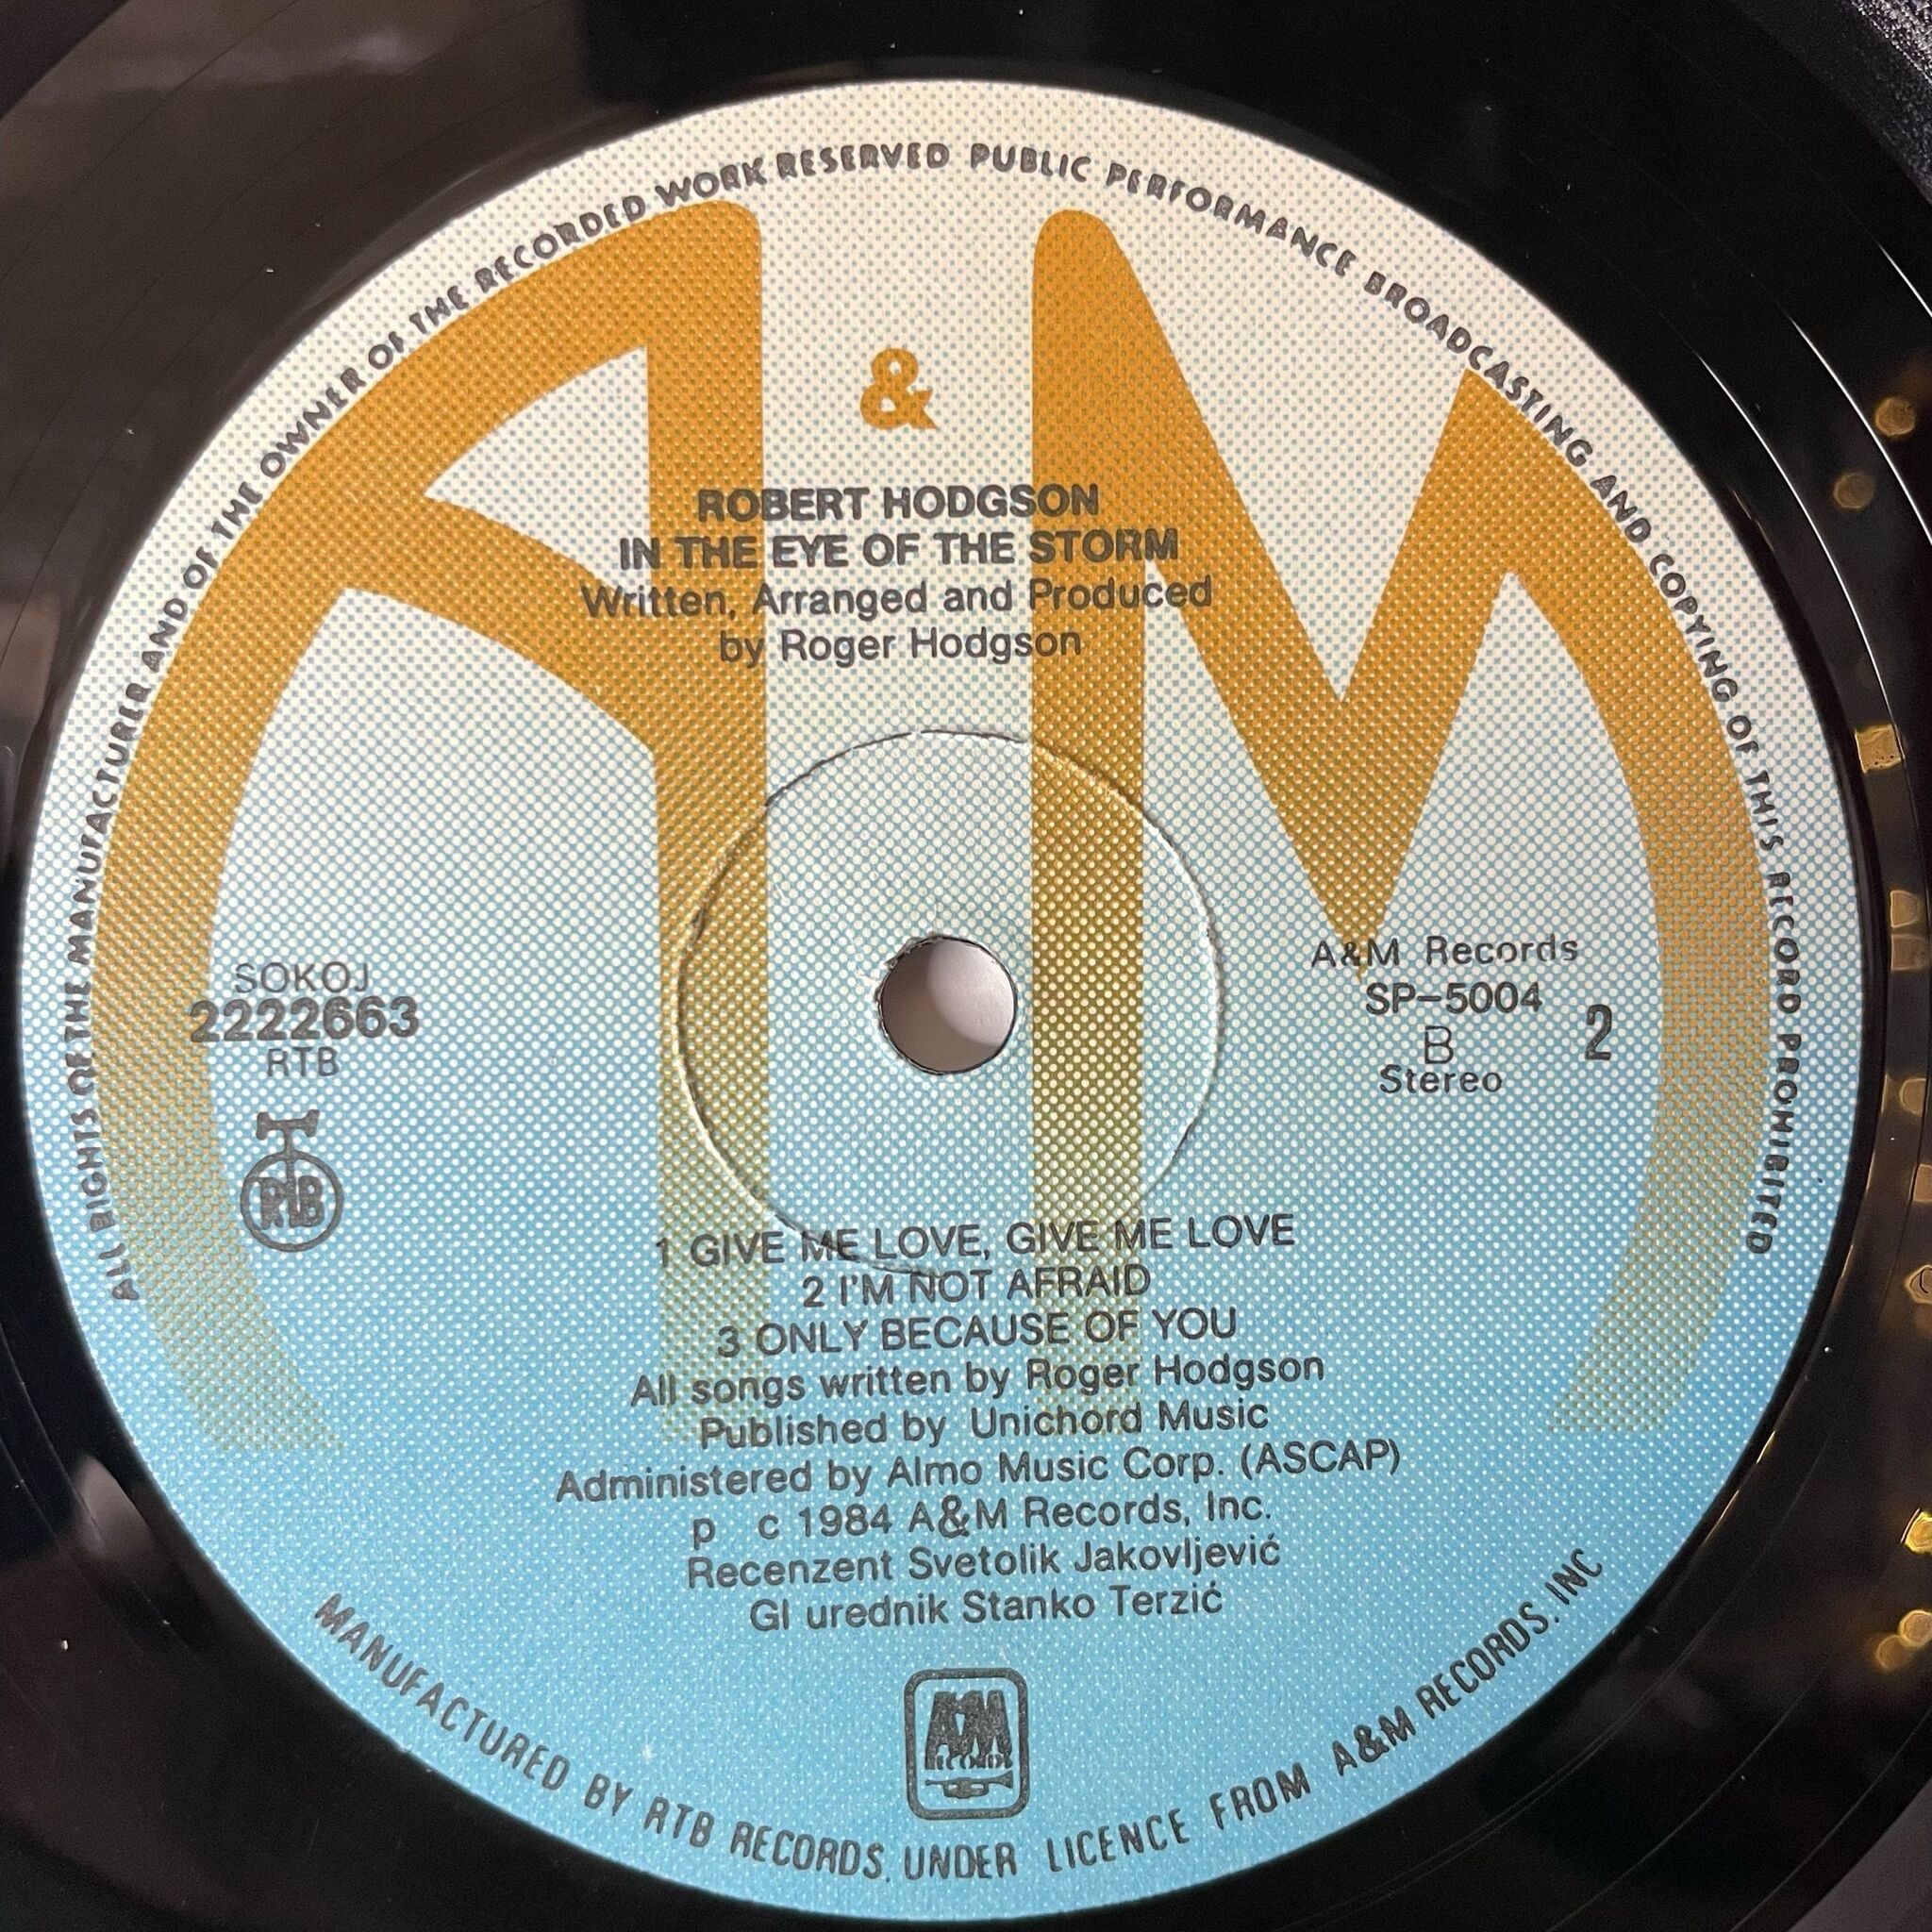 ALL RIGHTS OF THE MANUFACTURER AND OF THE OWNER OF THE RECORDED WORK RESERVED PUBLIC PERFORMANCE BROADCASTING AND COPYING OF THIS RECORD PROHIBITED
A & M
ROBERT HODGSON
IN THE EYE OF THE STORM
Written, Arranged and Produced
by Roger Hodgson
SOKOJ
2222663
RTB
RTB
A&M Records
SP-5004
B
Stereo
2
1 GIVE ME LOVE, GIVE ME LOVE
2 I'M NOT AFRAID
3 ONLY BECAUSE OF YOU
All songs written by Roger Hodgson
Published by Unichord Music
Administered by Almo Music Corp. (ASCAP)
p c 1984 A&M Records, Inc.
Recenzent Svetolik Jakovljević
Gl urednik Stanko Terzić
A&M
RECORDS
MANUFACTURED BY RTB RECORDS, UNDER LICENCE FROM A&M RECORDS.INC